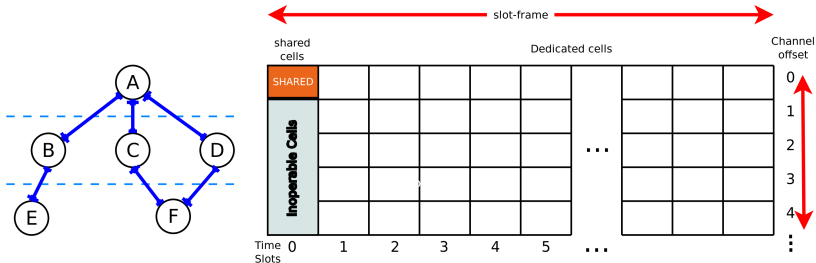 A
B
C
D
E
F
slot-frame
shared
cells
Dedicated cells
Channel
offset
SHARED
Inoperable Cells
...
0
1
2
3
4
⋮
Time
Slots
0 1 2 3 4 5 ...